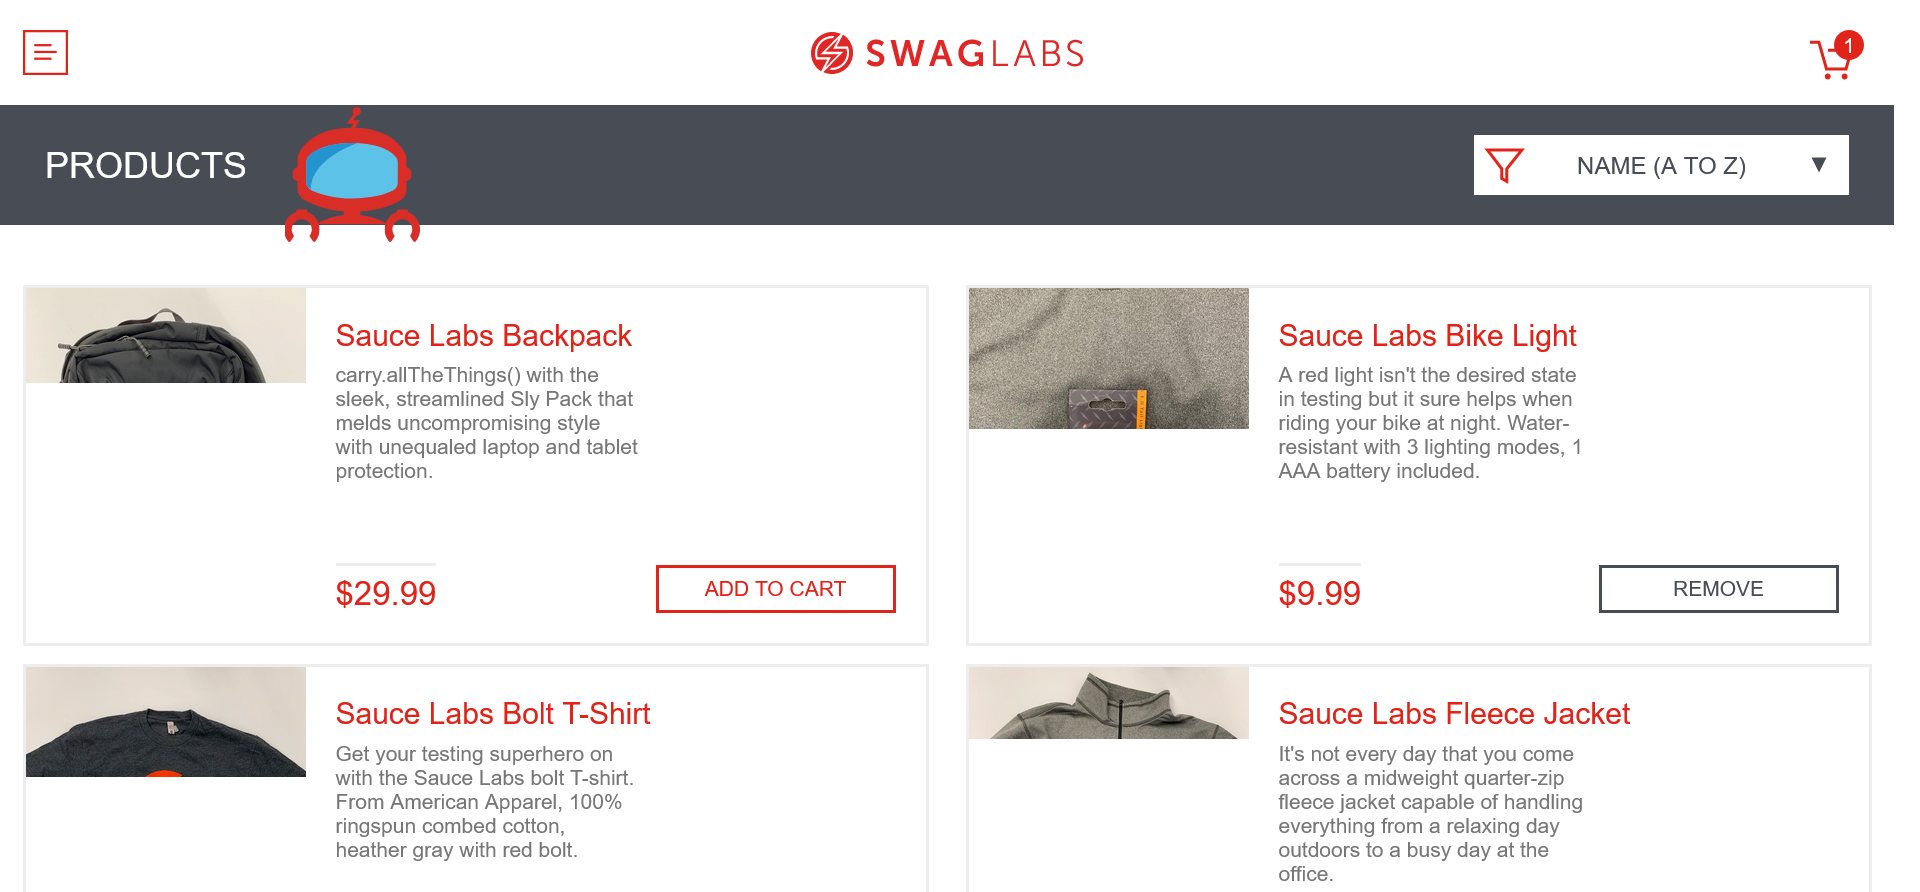 SWAGLABS
1
PRODUCTS
NAME (A TO Z)
Sauce Labs Backpack
carry.allTheThings() with the
sleek, streamlined Sly Pack that
melds uncompromising style
with unequaled laptop and tablet
protection.
$29.99
ADD TO CART
Sauce Labs Bike Light
A red light isn't the desired state
in testing but it sure helps when
riding your bike at night. Water-
resistant with 3 lighting modes, 1
AAA battery included.
$9.99
REMOVE
Sauce Labs Bolt T-Shirt
Get your testing superhero on
with the Sauce Labs bolt T-shirt.
From American Apparel, 100%
ringspun combed cotton,
heather gray with red bolt.
Sauce Labs Fleece Jacket
It's not every day that you come
across a midweight quarter-zip
fleece jacket capable of handling
everything from a relaxing day
outdoors to a busy day at the
office.